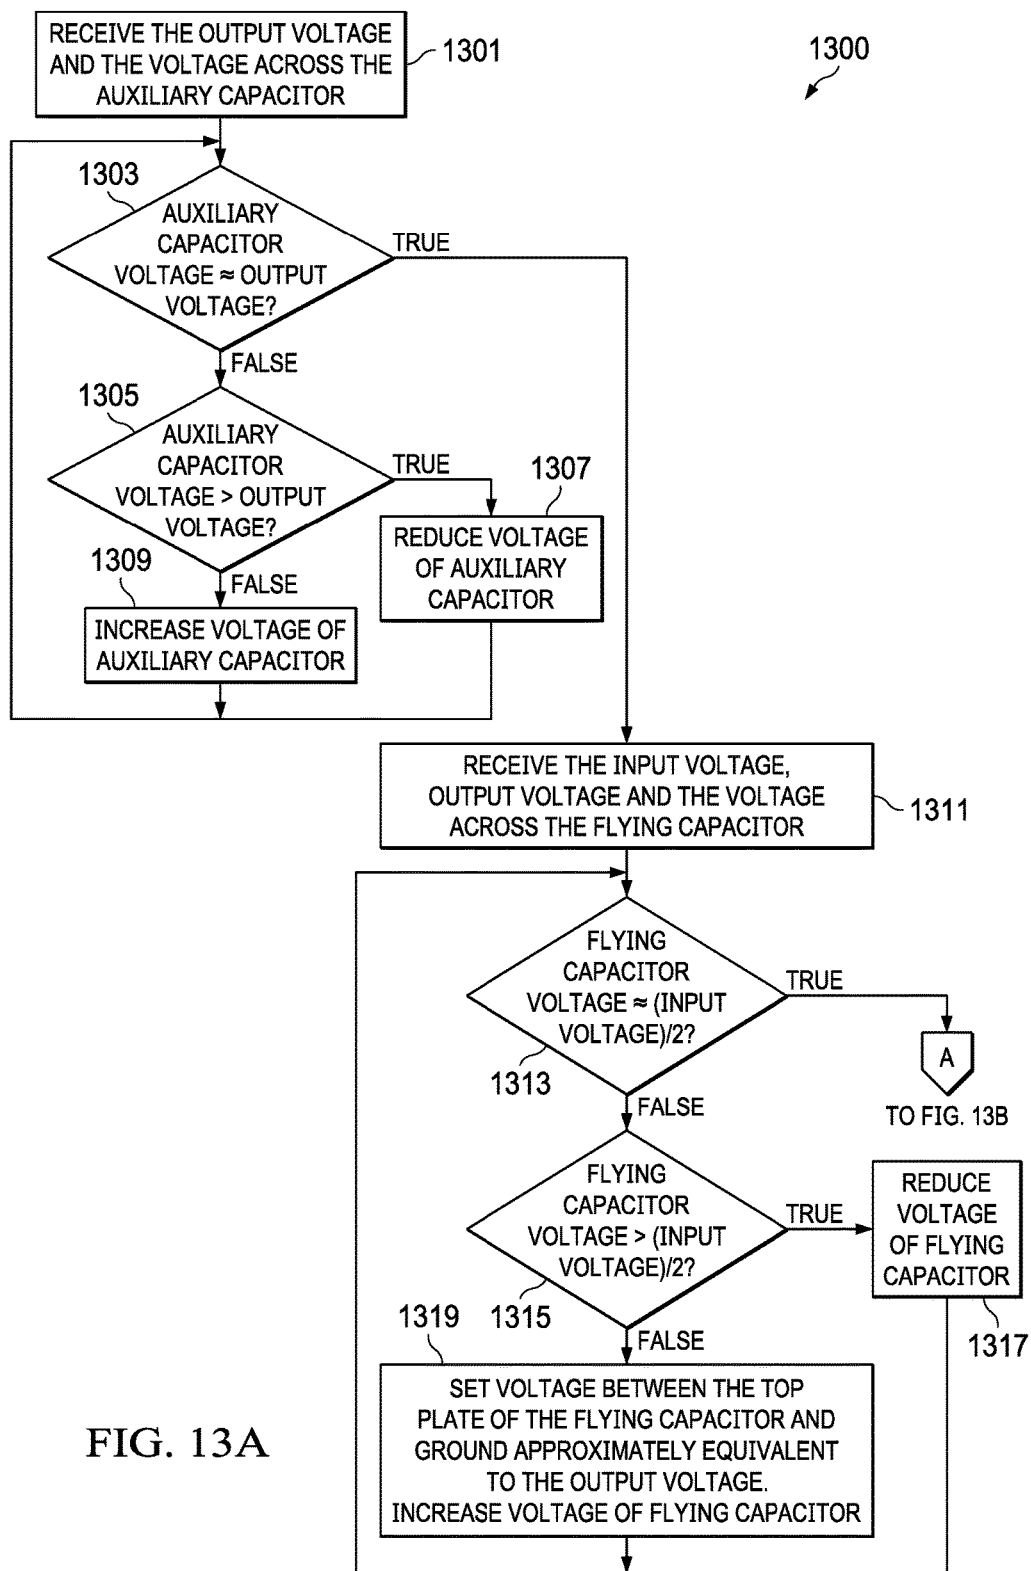 RECEIVE THE OUTPUT VOLTAGE
AND THE VOLTAGE ACROSS THE
AUXILIARY CAPACITOR
1301
1300
1303
AUXILIARY
CAPACITOR
VOLTAGE ≈ OUTPUT
VOLTAGE?
TRUE
FALSE
1305
AUXILIARY
CAPACITOR
VOLTAGE > OUTPUT
VOLTAGE?
TRUE
1307
REDUCE VOLTAGE
OF AUXILIARY
CAPACITOR
FALSE
1309
INCREASE VOLTAGE OF
AUXILIARY CAPACITOR
RECEIVE THE INPUT VOLTAGE,
OUTPUT VOLTAGE AND THE VOLTAGE
ACROSS THE FLYING CAPACITOR
1311
FLYING
CAPACITOR
VOLTAGE ≈ (INPUT
VOLTAGE)/2?
TRUE
1313
A
TO FIG. 13B
FALSE
FLYING
CAPACITOR
VOLTAGE > (INPUT
VOLTAGE)/2?
TRUE
1315
REDUCE
VOLTAGE
OF FLYING
CAPACITOR
1317
FALSE
1319
SET VOLTAGE BETWEEN THE TOP
PLATE OF THE FLYING CAPACITOR AND
GROUND APPROXIMATELY EQUIVALENT
TO THE OUTPUT VOLTAGE.
INCREASE VOLTAGE OF FLYING CAPACITOR
FIG. 13A